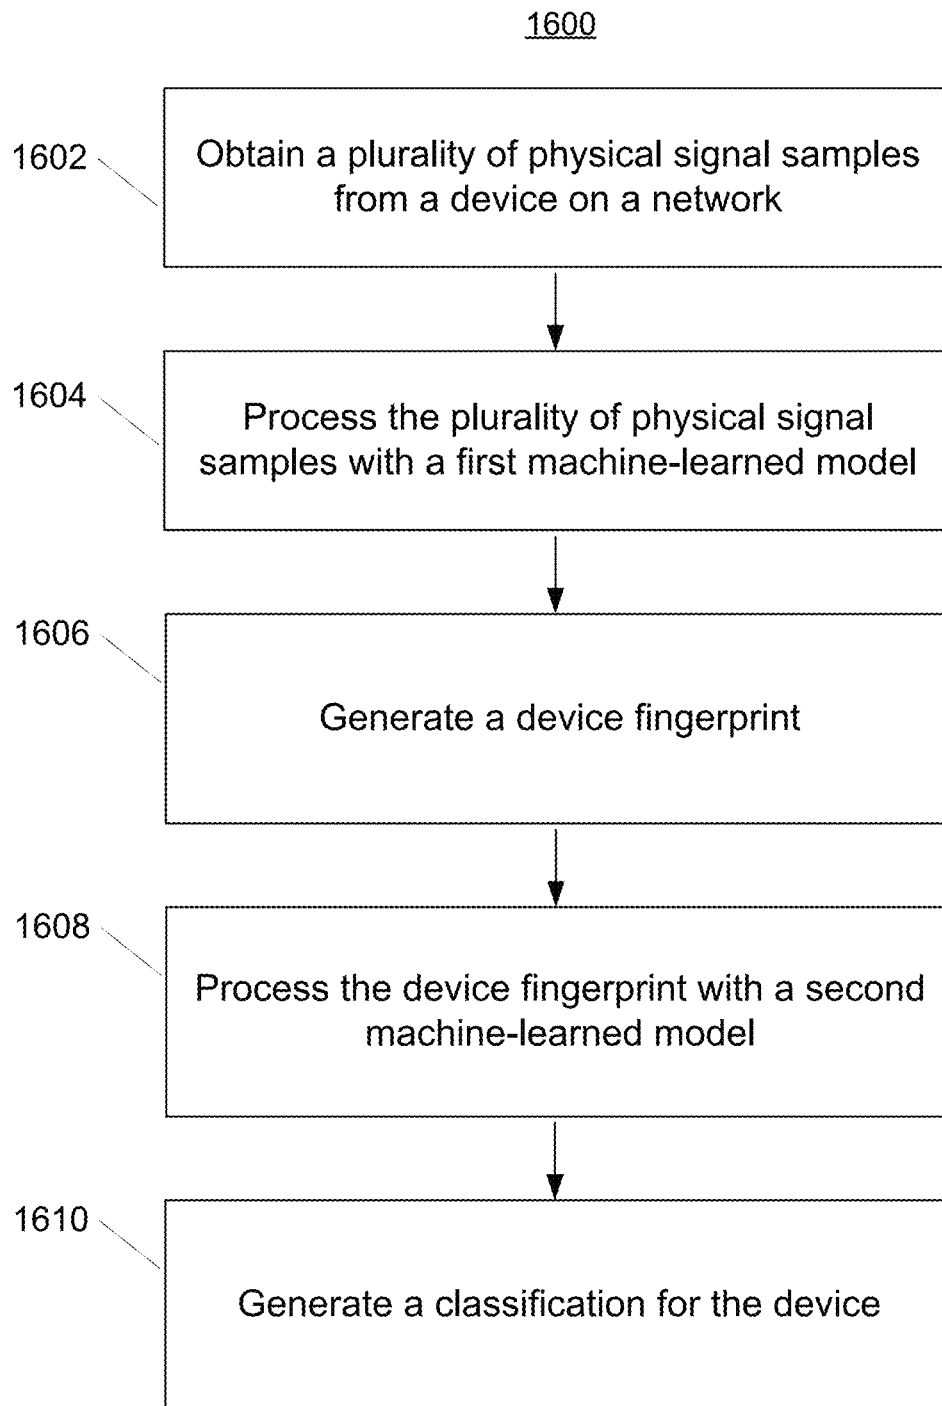 1600
1602
Obtain a plurality of physical signal samples
from a device on a network
1604
Process the plurality of physical signal
samples with a first machine-learned model
1606
Generate a device fingerprint
1608
Process the device fingerprint with a second
machine-learned model
1610
Generate a classification for the device